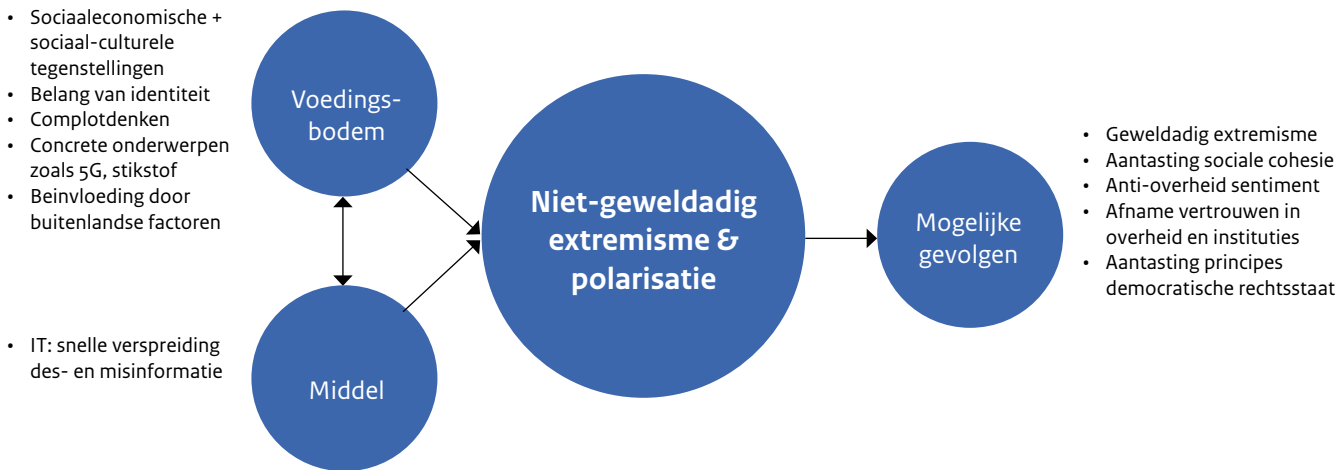 • Sociaaleconomische +
sociaal-culturele
tegenstellingen
• Belang van identiteit
• Complotdenken
• Concrete onderwerpen
zoals 5G, stikstof
• Beinvloeding door
buitenlandse factoren
Voedings-
bodem
• IT: snelle verspreiding
des- en misinformatie
Middel
Niet-geweldadig
extremisme &
polarisatie
Mogelijke
gevolgen
• Geweldadig extremisme
• Aantasting sociale cohesie
• Anti-overheid sentiment
• Afname vertrouwen in
overheid en instituties
• Aantasting principes
democratische rechtsstaat